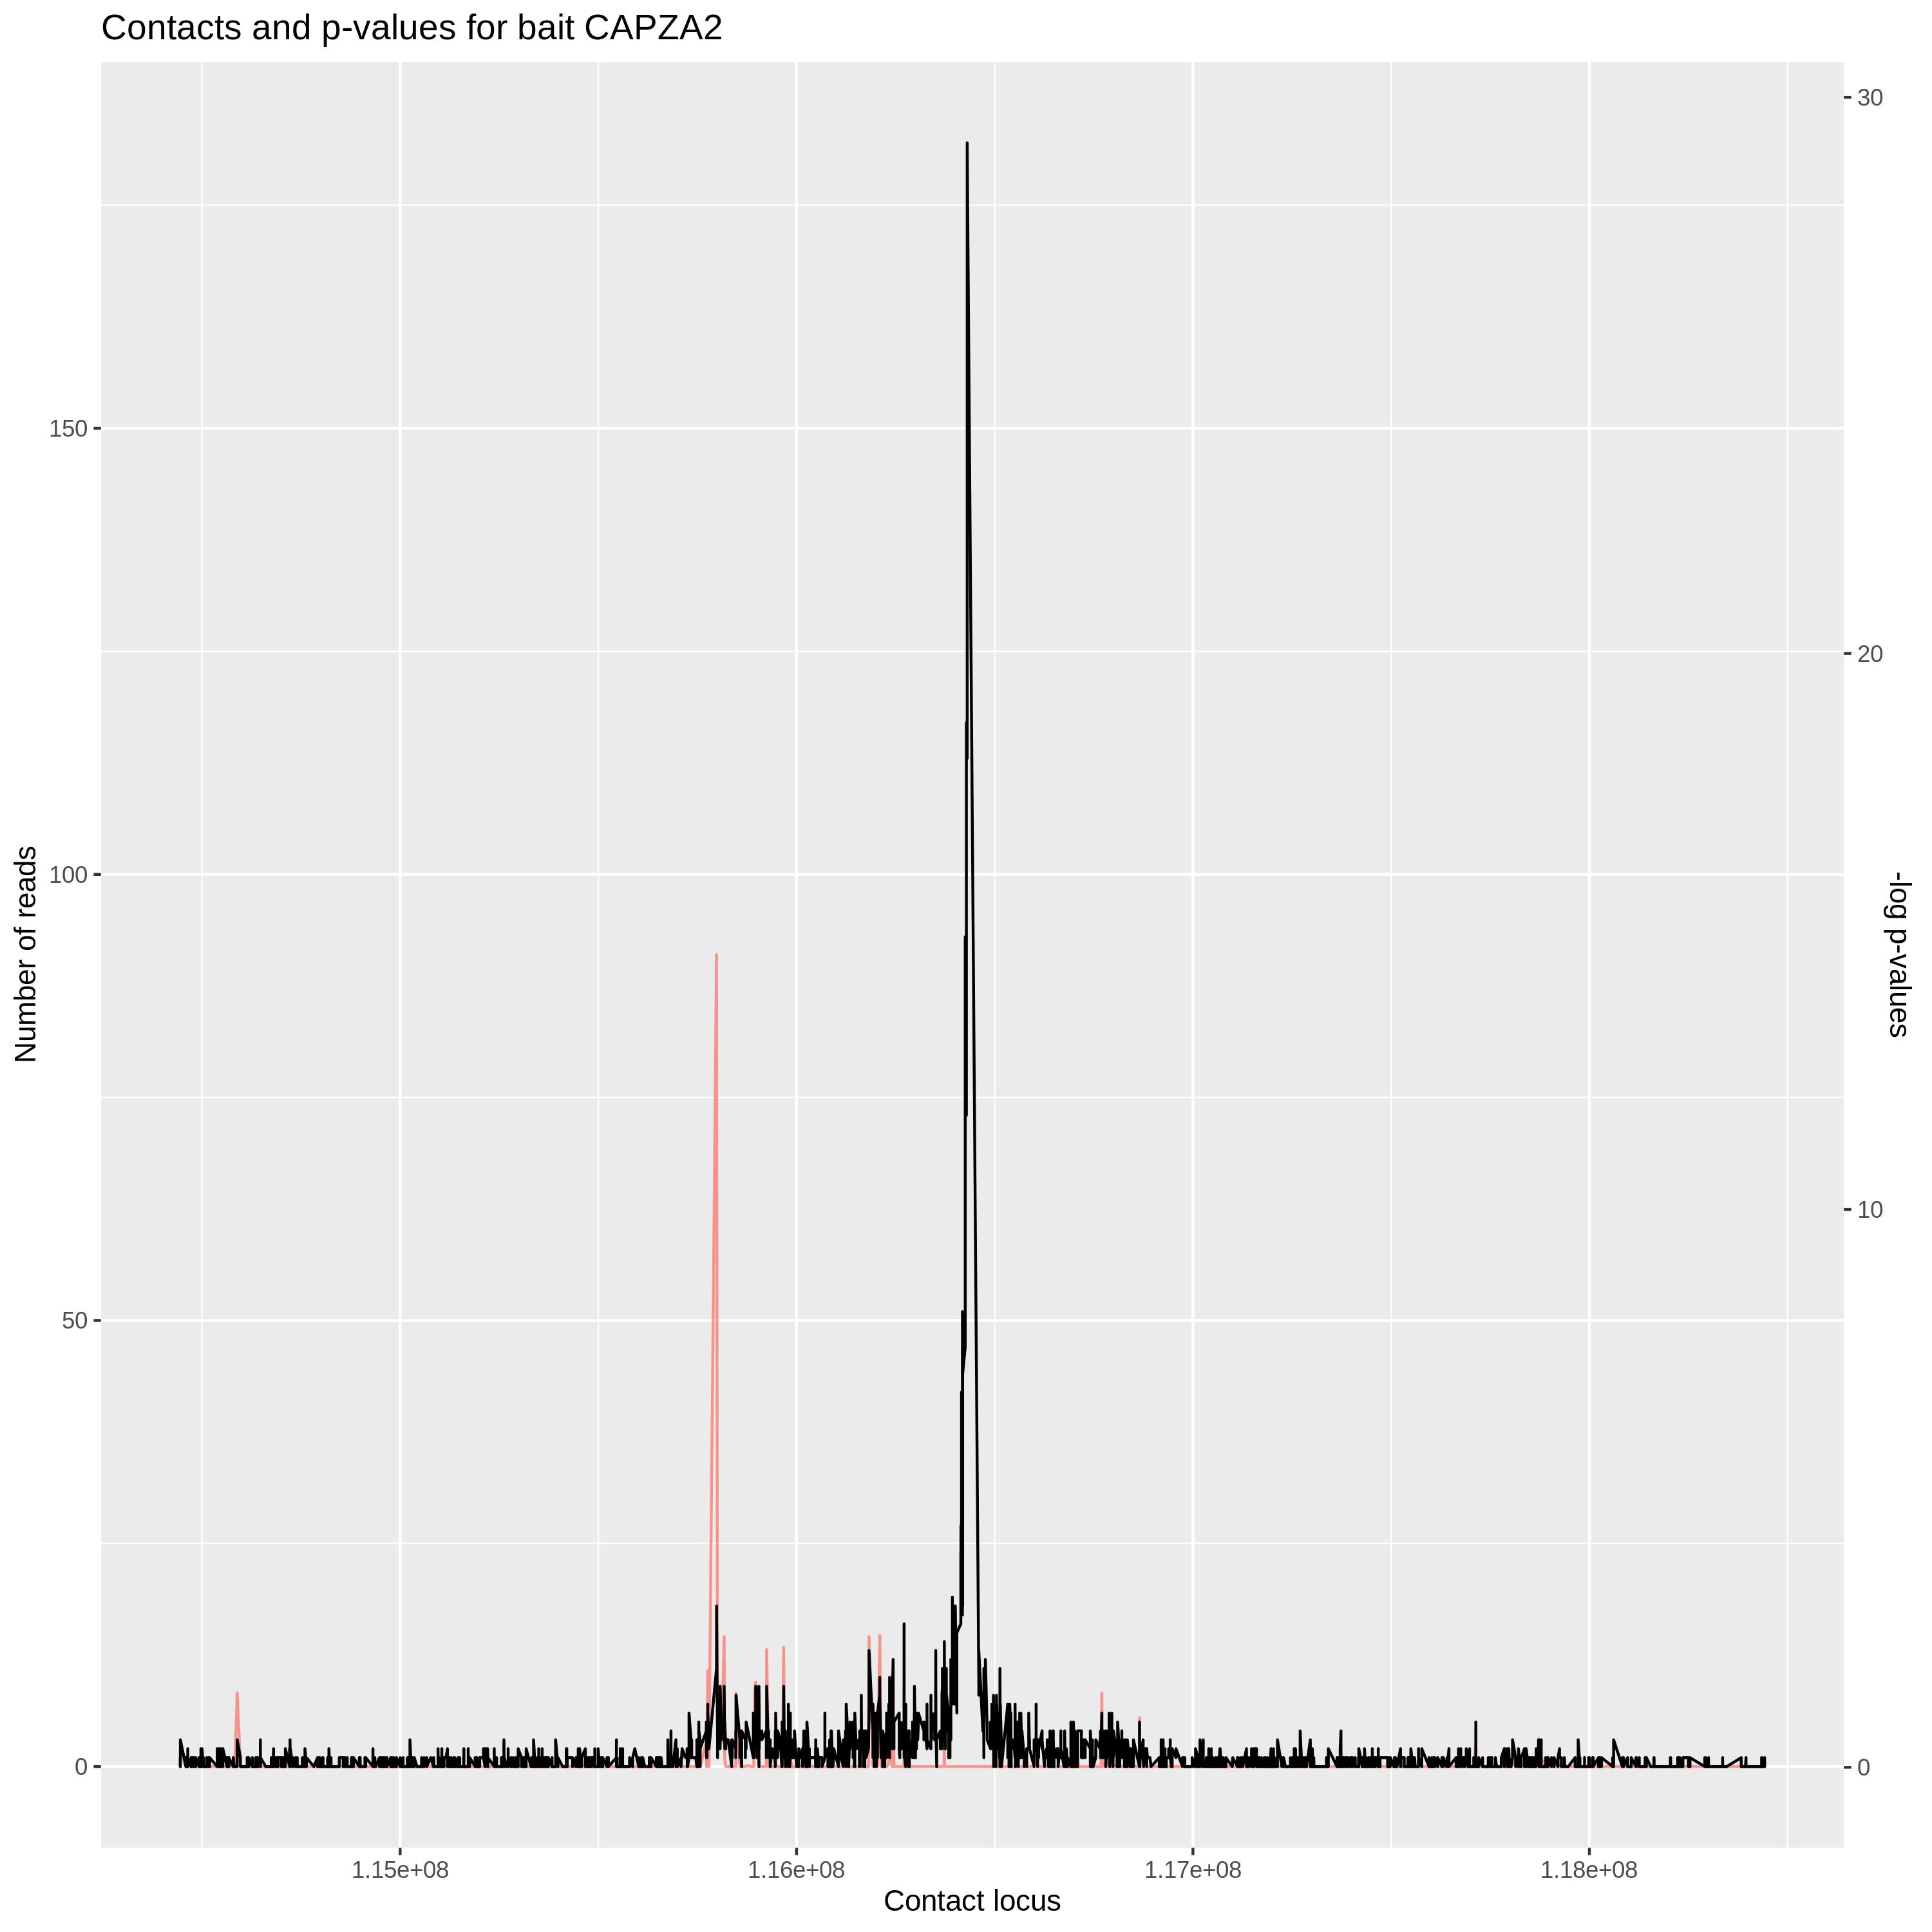 Contacts and p-values for bait CAPZA2
30
150
20
100
Number of reads
-log p-values
10
50
0
0
1.15e+08 1.16e+08 1.17e+08 1.18e+08
Contact locus